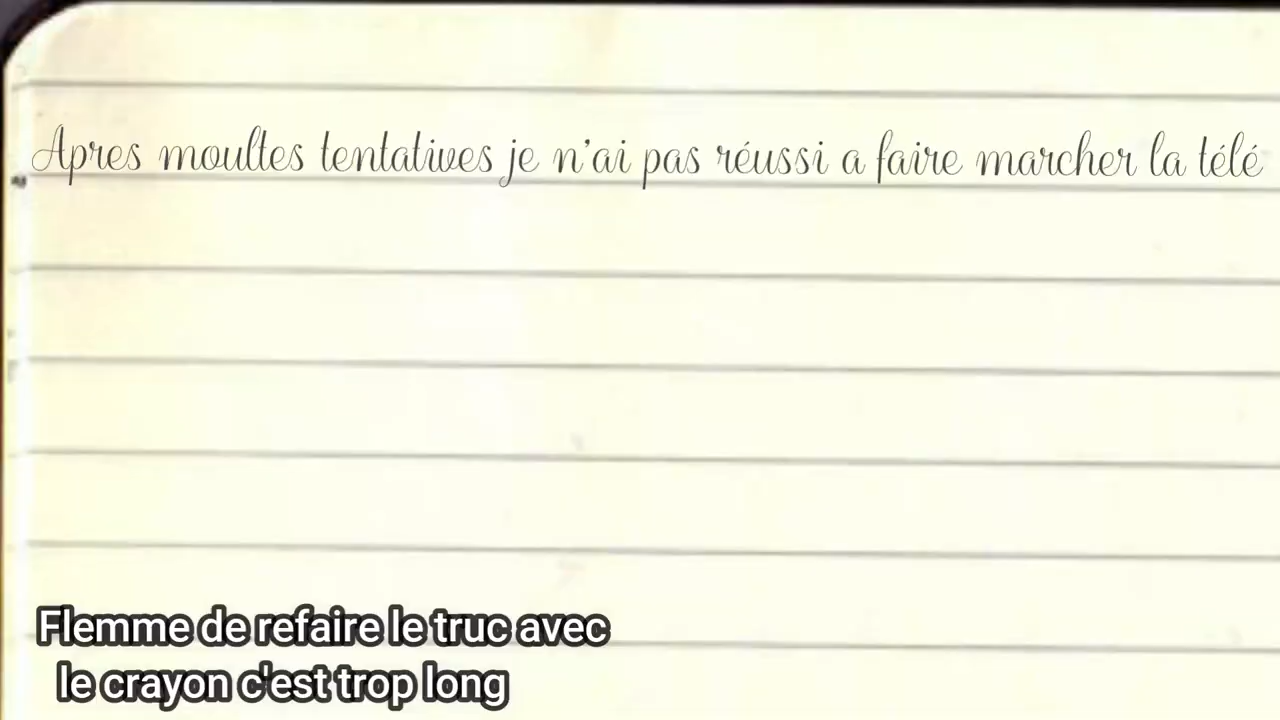 Apres moultes tentatives je n'ai pas réussi a faire marcher la télé
Flemme de refaire le truc avec
le crayon c'est trop long